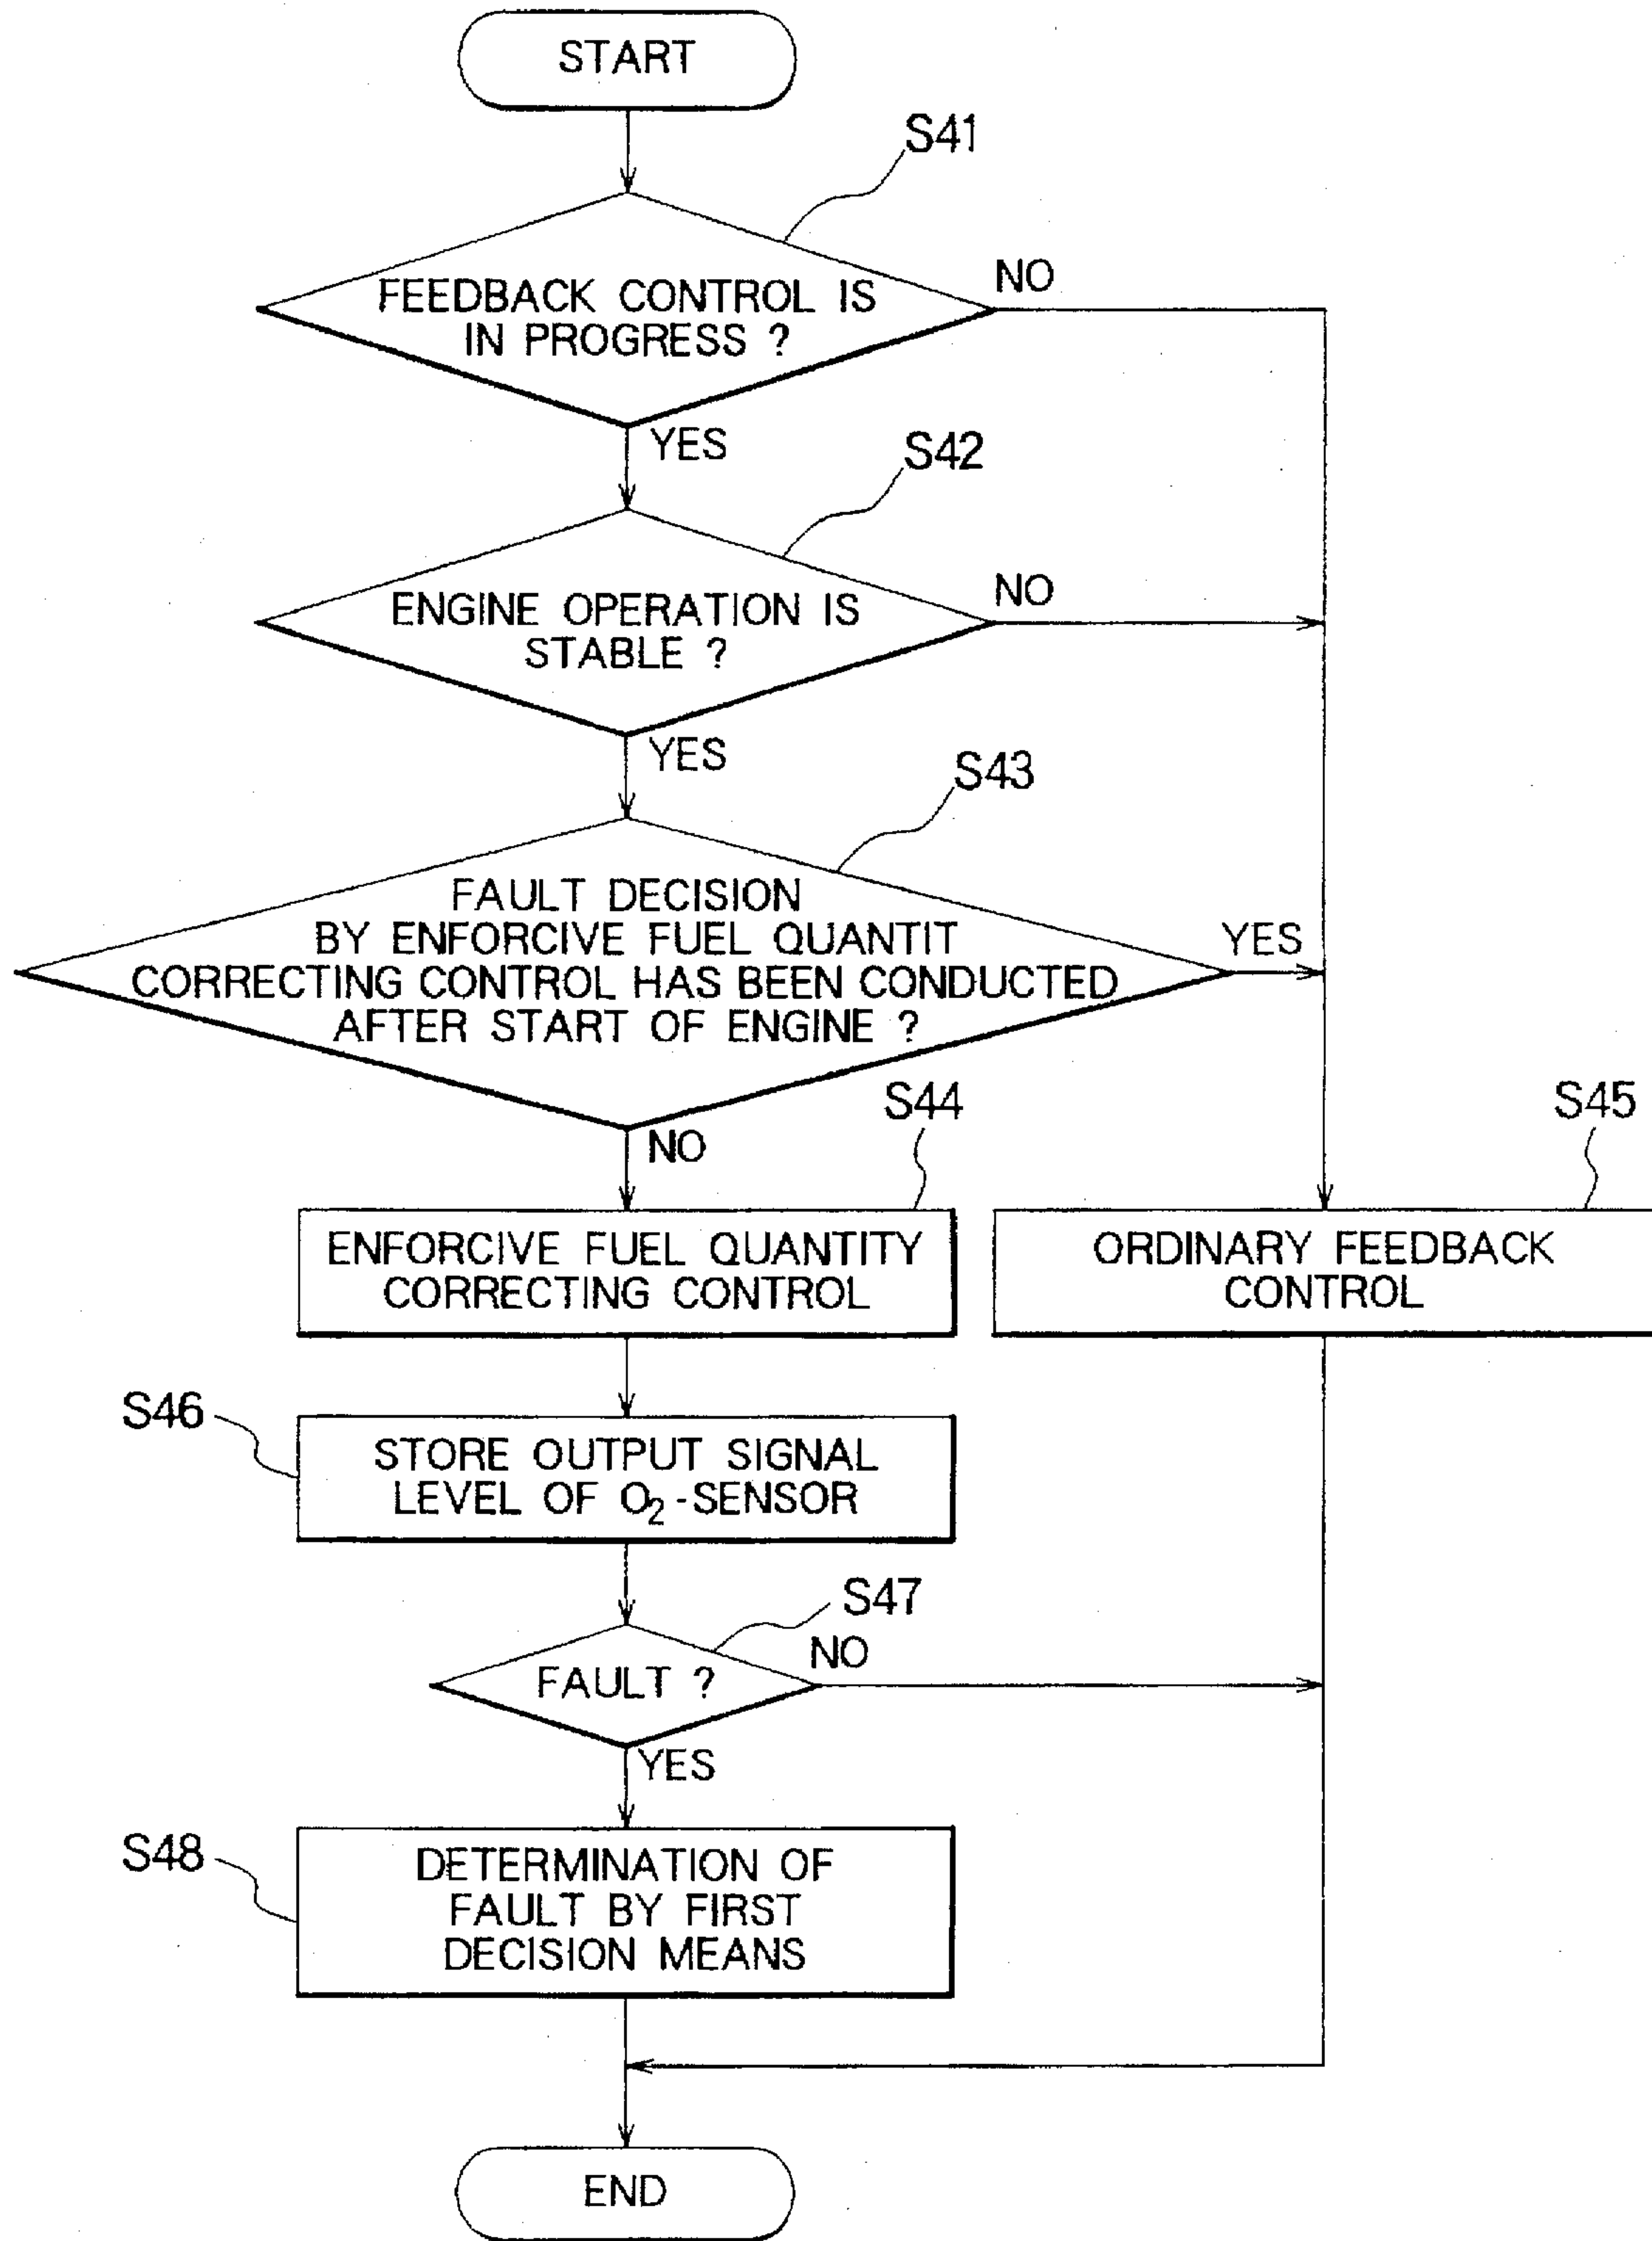 START
S41
FEEDBACK CONTROL IS
IN PROGRESS ?
NO
YES
S42
ENGINE OPERATION IS
STABLE ?
NO
YES
S43
FAULT DECISION
BY ENFORCIVE FUEL QUANTIT
CORRECTING CONTROL HAS BEEN CONDUCTED
AFTER START OF ENGINE ?
YES
NO
S44
ENFORCIVE FUEL QUANTITY
CORRECTING CONTROL
S45
ORDINARY FEEDBACK
CONTROL
S46
STORE OUTPUT SIGNAL
LEVEL OF O₂-SENSOR
S47
FAULT ?
NO
YES
S48
DETERMINATION OF
FAULT BY FIRST
DECISION MEANS
END